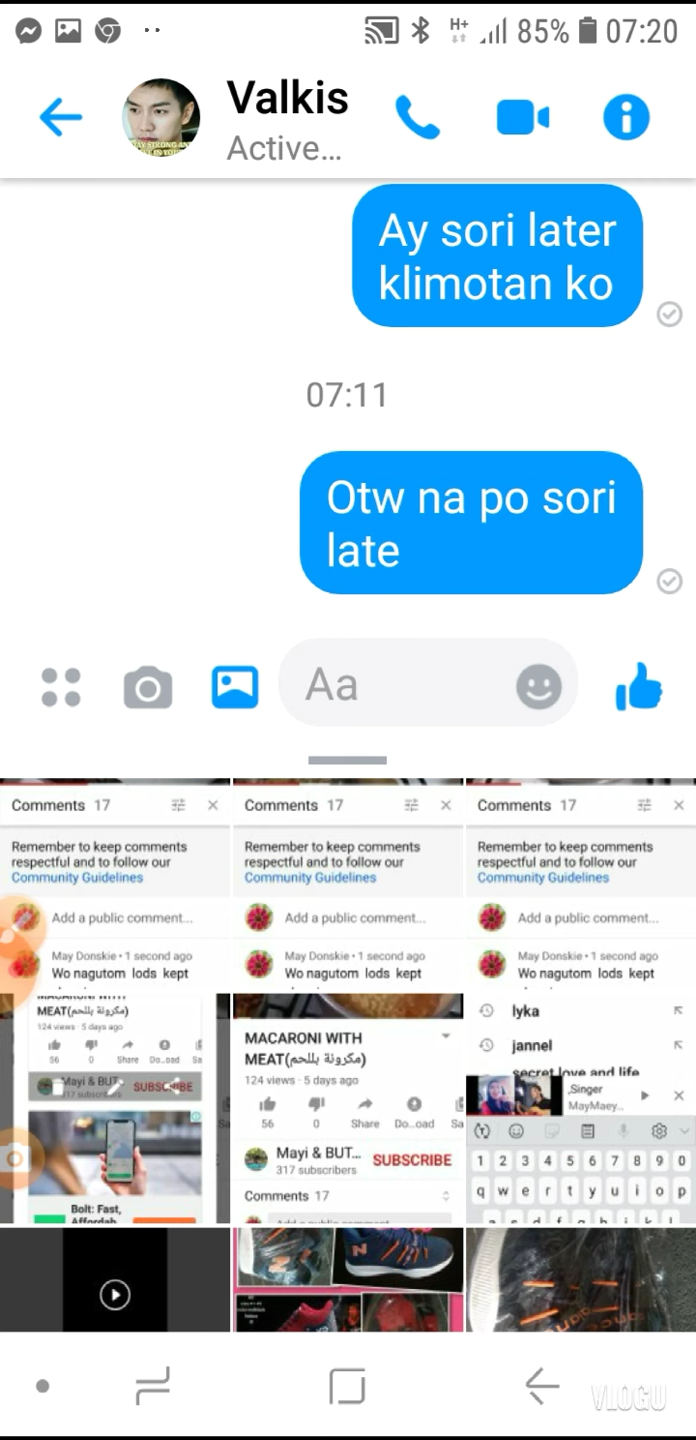 H+ 85% 07:20
Valkis
Active...
Ay sori later
klimotan ko
07:11
Otw na po sori
late
Aa
Comments 17
Remember to keep comments
respectful and to follow our
Community Guidelines
Add a public comment...
May Donskie • 1 second ago
Wo nagutom lods kept
Comments 17
Remember to keep comments
respectful and to follow our
Community Guidelines
Add a public comment...
May Donskie • 1 second ago
Wo nagutom lods kept
Comments 17
Remember to keep comments
respectful and to follow our
Community Guidelines
Add a public comment...
May Donskie • 1 second ago
Wo nagutom lods kept
MACARONI WITH
MEAT(مكرونة بللحم)
124 views · 5 days ago
56 0 Share Do...oad Sa
Mayi & BUT...
317 subscribers
SUBSCRIBE
Bolt: Fast,
Affordab
MACARONI WITH
MEAT(مكرونة بللحم)
124 views · 5 days ago
56 0 Share Do...oad Sa
Mayi & BUT...
317 subscribers
SUBSCRIBE
Comments 17
Add a public comment...
lyka
jannel
secret love and life
Singer
MayMaey...
1 2 3 4 5 6 7 8 9 0
q w e r t y u i o p
a s d f g h j k l
N
VLOGU